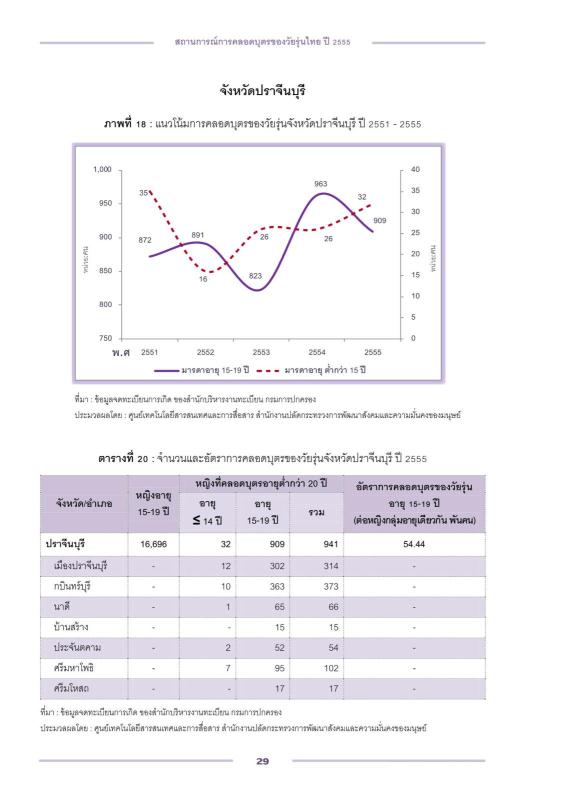 สถานการณ์การคลอดบุตรของวัยรุ่นไทย ปี 2555
จังหวัดปราจีนบุรี
ภาพที่ 18 : แนวโน้มการคลอดบุตรของวัยรุ่นจังหวัดปราจีนบุรี ปี 2551 - 2555
1,000
950
900
850
800
750
หน่วย:คน
40
35
30
25
20
15
10
5
0
หน่วย:คน
872 891 823 963 909
35 16 26 26 32
พ.ศ 2551 2552 2553 2554 2555
มารดาอายุ 15-19 ปี มารดาอายุ ต่ำกว่า 15 ปี
ที่มา : ข้อมูลจดทะเบียนการเกิด ของสำนักบริหารงานทะเบียน กรมการปกครอง
ประมวลผลโดย : ศูนย์เทคโนโลยีสารสนเทศและการสื่อสาร สำนักงานปลัดกระทรวงการพัฒนาสังคมและความมั่นคงของมนุษย์
ตารางที่ 20 : จำนวนและอัตราการคลอดบุตรของวัยรุ่นจังหวัดปราจีนบุรี ปี 2555
จังหวัด/อำเภอ
หญิงอายุ
15-19 ปี
หญิงที่คลอดบุตรอายุต่ำกว่า 20 ปี
อายุ
≤ 14 ปี
อายุ
15-19 ปี
รวม
อัตราการคลอดบุตรของวัยรุ่น
อายุ 15-19 ปี
(ต่อหญิงกลุ่มอายุเดียวกัน พันคน)
ปราจีนบุรี 16,696 32 909 941 54.44
เมืองปราจีนบุรี - 12 302 314 -
กบินทร์บุรี - 10 363 373 -
นาดี - 1 65 66 -
บ้านสร้าง - - 15 15 -
ประจันตคาม - 2 52 54 -
ศรีมหาโพธิ - 7 95 102 -
ศรีมโหสถ - - 17 17 -
ที่มา : ข้อมูลจดทะเบียนการเกิด ของสำนักบริหารงานทะเบียน กรมการปกครอง
ประมวลผลโดย : ศูนย์เทคโนโลยีสารสนเทศและการสื่อสาร สำนักงานปลัดกระทรวงการพัฒนาสังคมและความมั่นคงของมนุษย์
29